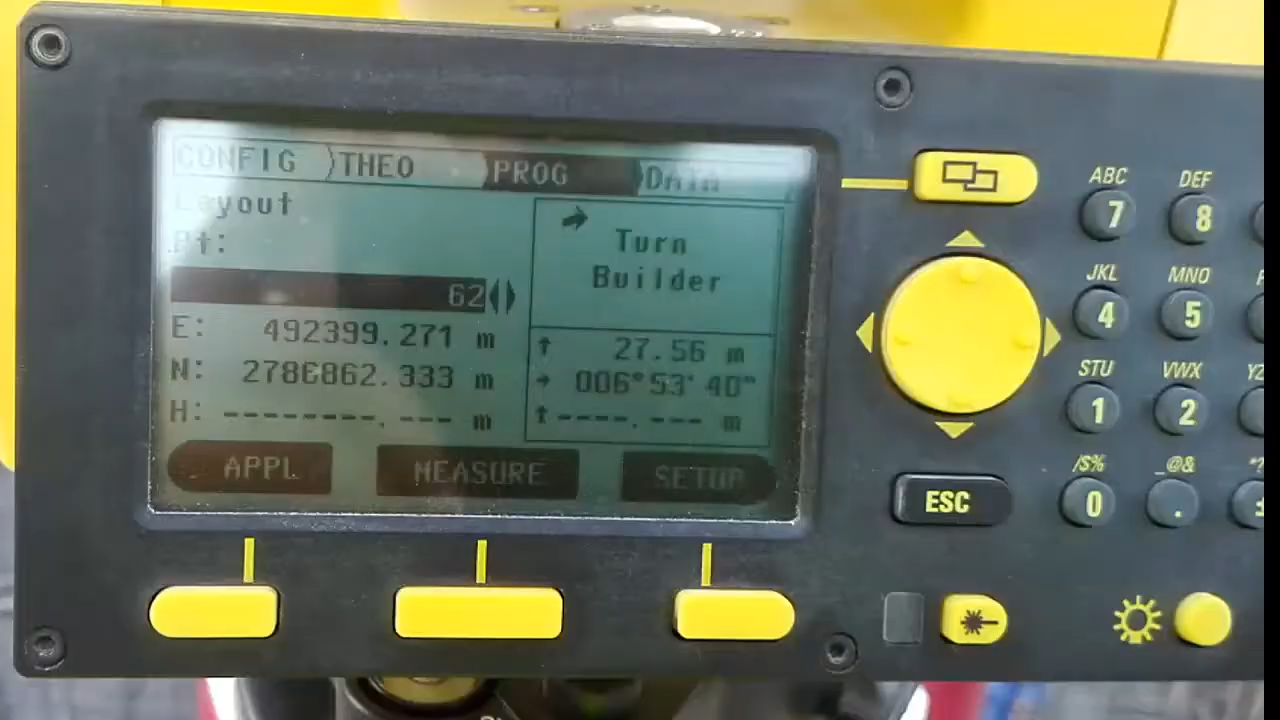 CONFIG THEO PROG DATA
Layout
Pt:
62
E: 492399.271 m
N: 2786862.333 m
H: -------.--- m
Turn
Builder
27.56 m
006°53'40"
----.--- m
APPL MEASURE SETUP
ABC DEF
7 8
JKL MNO
4 5
STU VWX YZ
1 2
/S% _@& *?
0 . ±
ESC